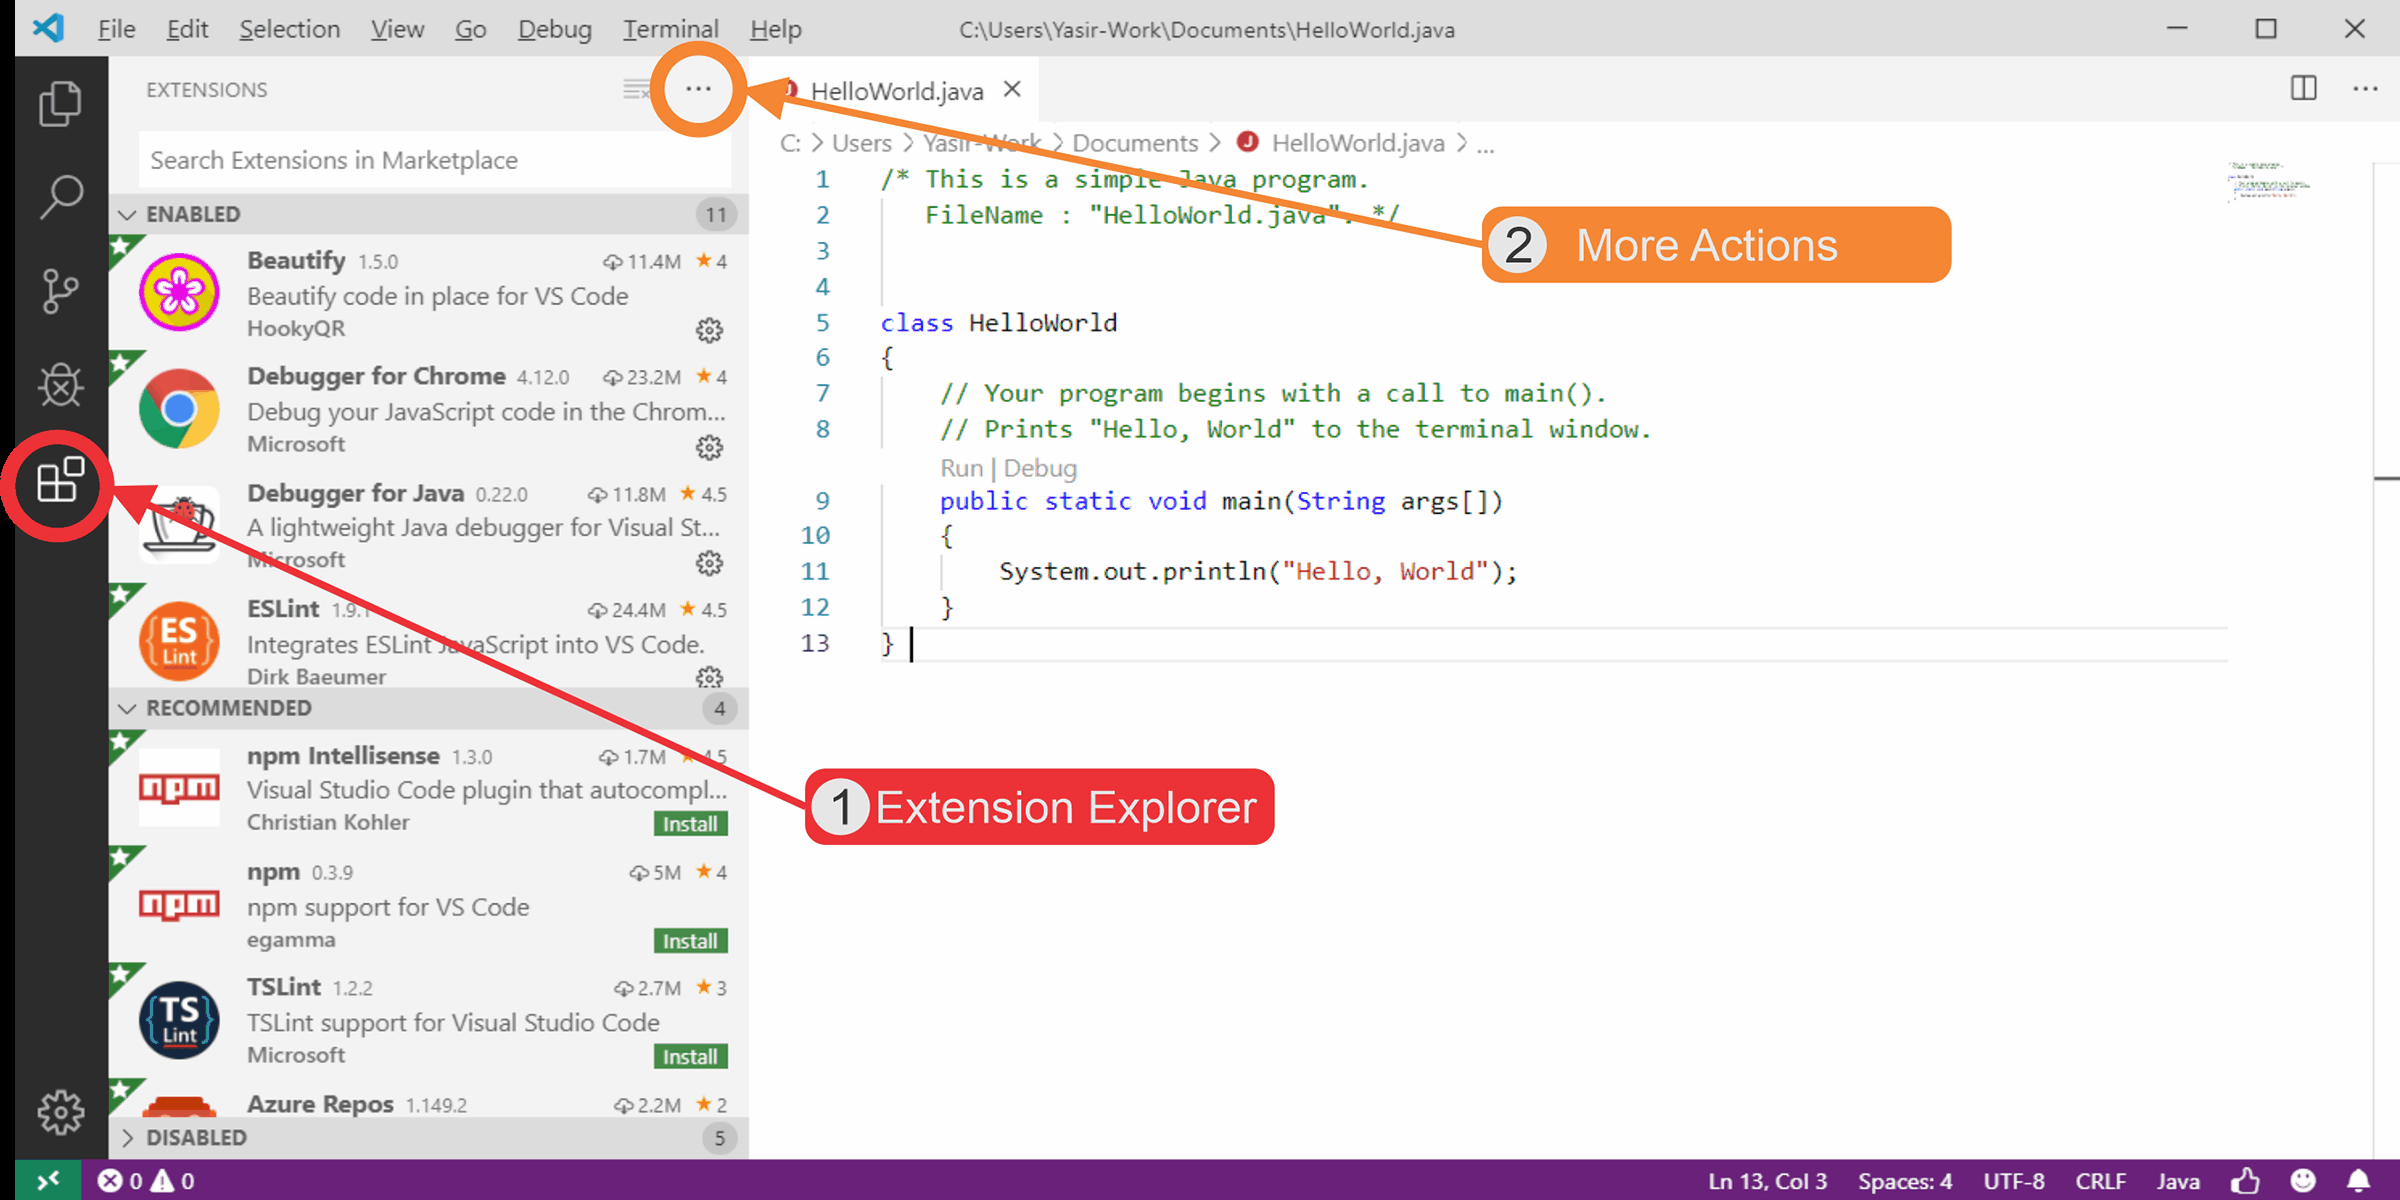 File Edit Selection View Go Debug Terminal Help C:\Users\Yasir-Work\Documents\HelloWorld.java
EXTENSIONS ...
Search Extensions in Marketplace
ENABLED 11
Beautify 1.5.0 11.4M 4
Beautify code in place for VS Code
HookyQR
Debugger for Chrome 4.12.0 23.2M 4
Debug your JavaScript code in the Chrom...
Microsoft
Debugger for Java 0.22.0 11.8M 4.5
A lightweight Java debugger for Visual St...
Microsoft
ES
Lint
ESLint 1.9.1 24.4M 4.5
Integrates ESLint JavaScript into VS Code.
Dirk Baeumer
RECOMMENDED 4
npm
npm Intellisense 1.3.0 1.7M 4.5
Visual Studio Code plugin that autocompl...
Christian Kohler Install
npm
npm 0.3.9 5M 4
npm support for VS Code
egamma Install
TS
Lint
TSLint 1.2.2 2.7M 3
TSLint support for Visual Studio Code
Microsoft Install
Azure Repos 1.149.2 2.2M 2
DISABLED 5
J HelloWorld.java ...
C: > Users > Yasir-Work > Documents > J HelloWorld.java > ...
1 /* This is a simple Java program.
2 FileName : "HelloWorld.java". */
3
4
5 class HelloWorld
6 {
7 // Your program begins with a call to main().
8 // Prints "Hello, World" to the terminal window.
Run | Debug
9 public static void main(String args[])
10 {
11 System.out.println("Hello, World");
12 }
13 }
2 More Actions
1 Extension Explorer
0 0 Ln 13, Col 3 Spaces: 4 UTF-8 CRLF Java